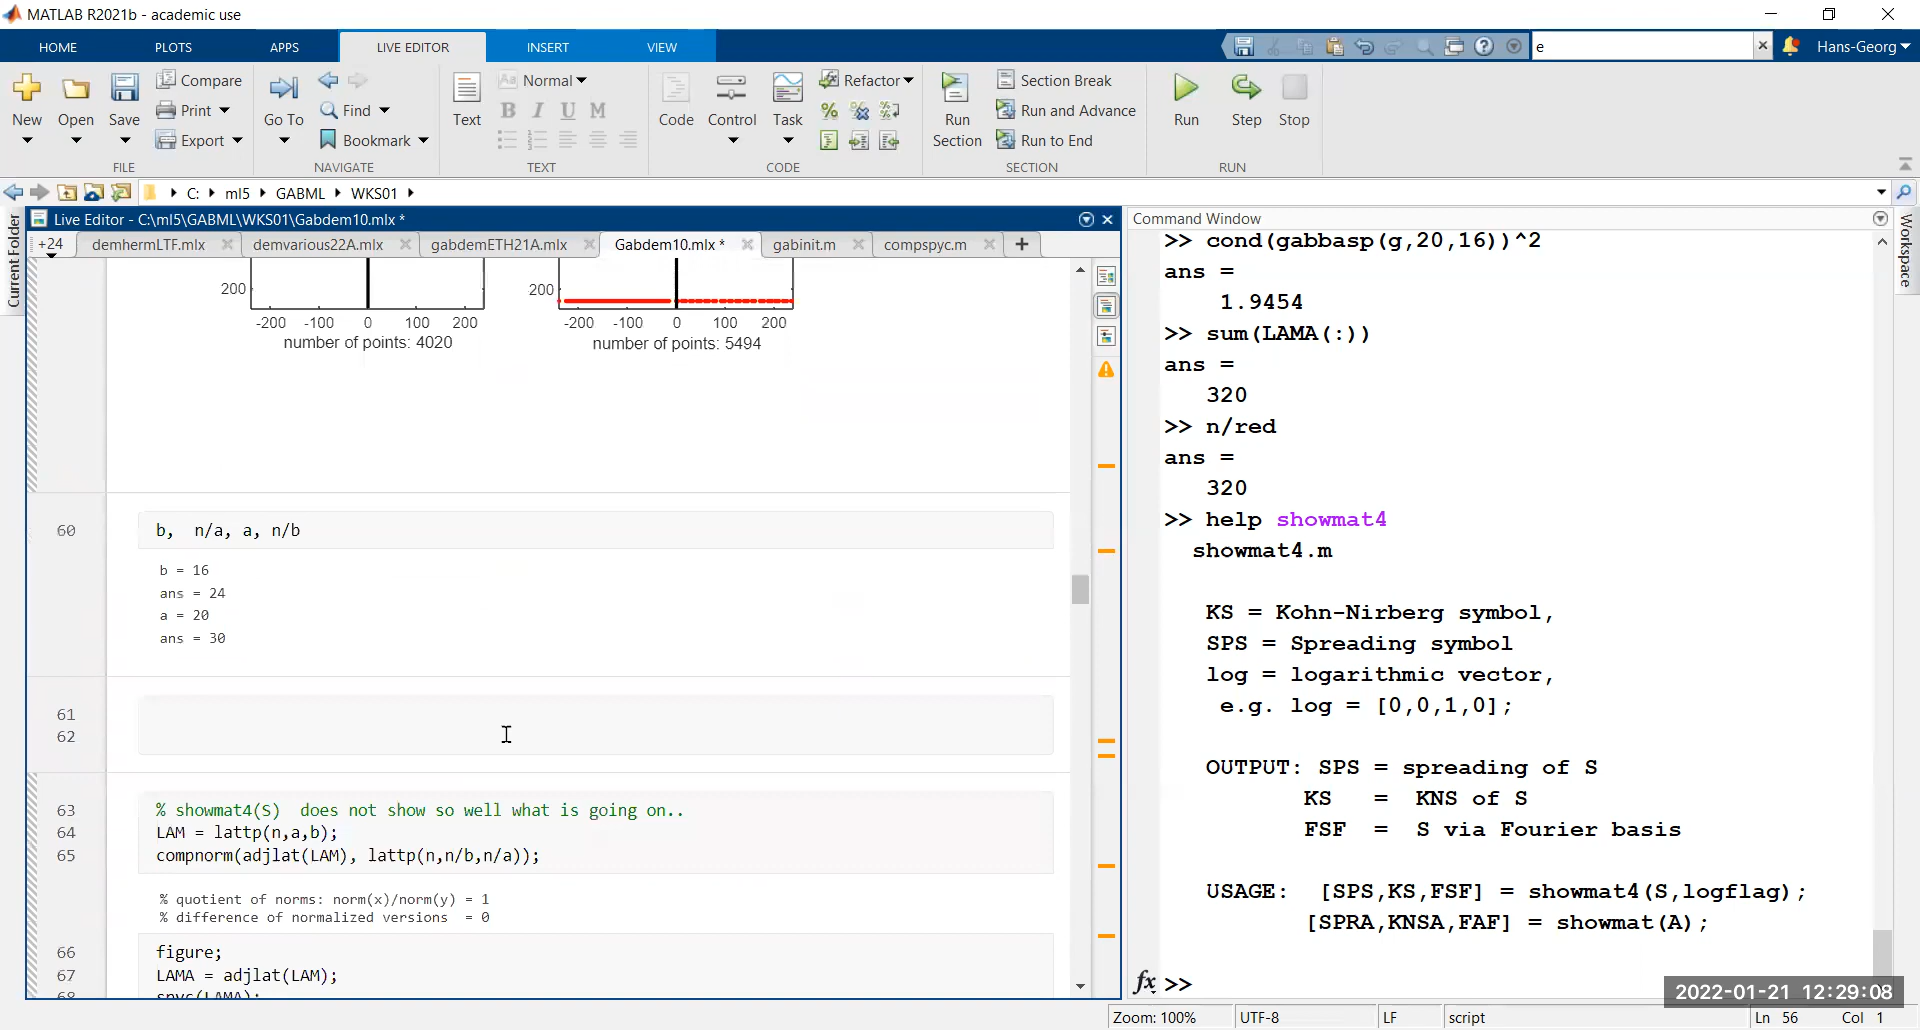 MATLAB R2021b - academic use
HOME PLOTS APPS LIVE EDITOR INSERT VIEW e Hans-Georg
New Open Save Compare Print Export Go To Find Bookmark Text Normal B I U M Code Control Task Refactor Run Section Section Break Run and Advance Run to End Run Step Stop
FILE NAVIGATE TEXT CODE SECTION RUN
C: ml5 GABML WKS01
Current Folder
Live Editor - C:\ml5\GABML\WKS01\Gabdem10.mlx *
+24 demhermLTF.mlx demvarious22A.mlx gabdemETH21A.mlx Gabdem10.mlx * gabinit.m compspyc.m +
200 200
-200 -100 0 100 200 -200 -100 0 100 200
number of points: 4020 number of points: 5494
60 b, n/a, a, n/b
b = 16
ans = 24
a = 20
ans = 30
61
62
63 % showmat4(S) does not show so well what is going on..
64 LAM = lattp(n,a,b);
65 compnorm(adjlat(LAM), lattp(n,n/b,n/a));
% quotient of norms: norm(x)/norm(y) = 1
% difference of normalized versions = 0
66 figure;
67 LAMA = adjlat(LAM);
68 spyc(LAMA);
Command Window
Workspace
>> cond(gabbasp(g,20,16))^2
ans =
1.9454
>> sum(LAMA(:))
ans =
320
>> n/red
ans =
320
>> help showmat4
showmat4.m
KS = Kohn-Nirberg symbol,
SPS = Spreading symbol
log = logarithmic vector,
e.g. log = [0,0,1,0];
OUTPUT: SPS = spreading of S
KS = KNS of S
FSF = S via Fourier basis
USAGE: [SPS,KS,FSF] = showmat4(S,logflag);
[SPRA,KNSA,FAF] = showmat(A);
fx >>
2022-01-21 12:29:08
Zoom: 100% UTF-8 LF script Ln 56 Col 1